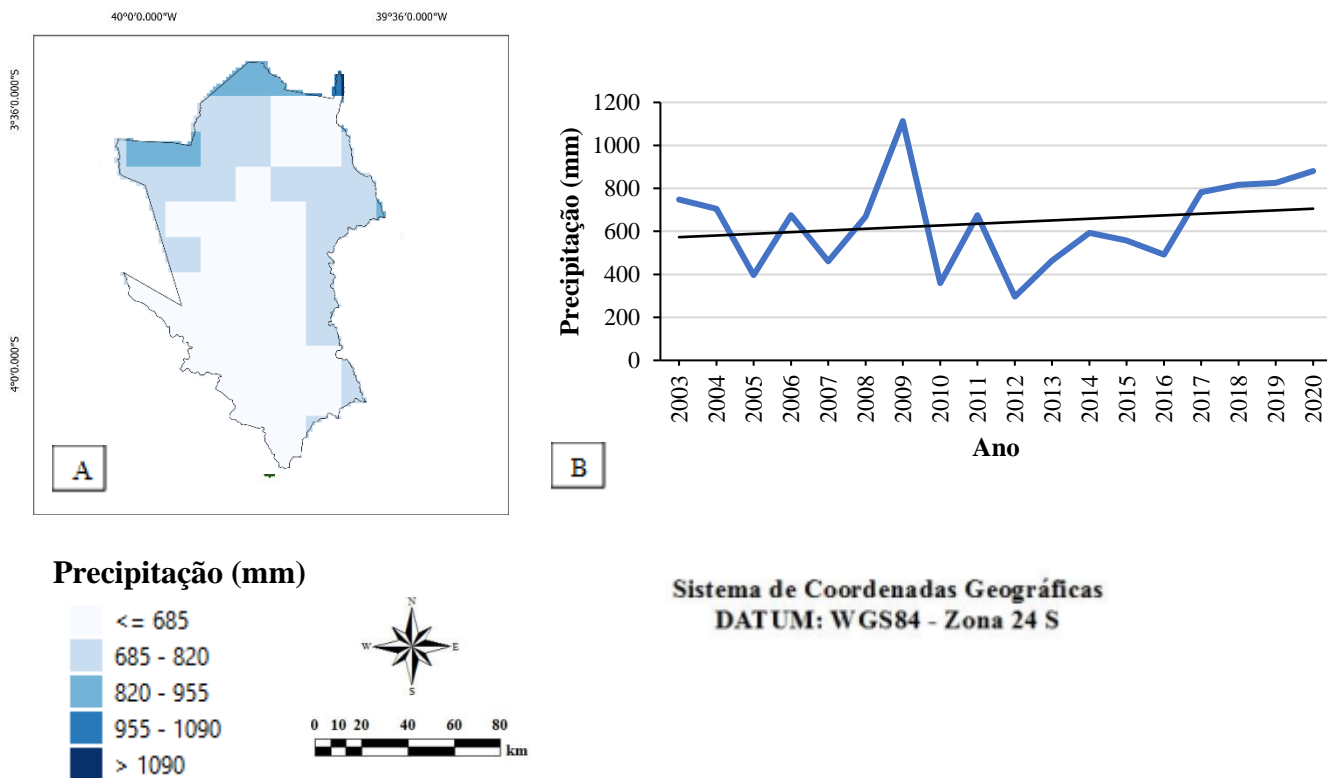 40°0'0.000"W
39°36'0.000"W
3°36'0.000"S
4°0'0.000"S
A
Precipitação (mm)
1200
1000
800
600
400
200
0
2003
2004
2005
2006
2007
2008
2009
2010
2011
2012
2013
2014
2015
2016
2017
2018
2019
2020
Ano
B
Precipitação (mm)
<= 685
685 - 820
820 - 955
955 - 1090
> 1090
N
W
E
S
0 10 20 40 60 80
km
Sistema de Coordenadas Geográficas
DATUM: WGS84 - Zona 24 S